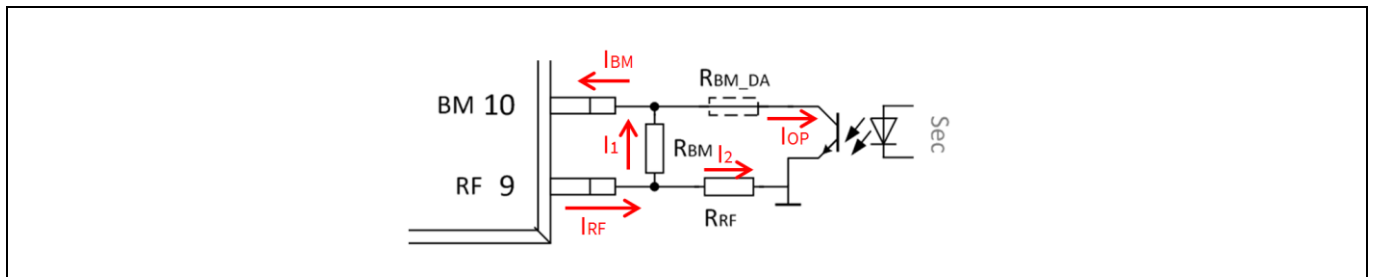 IBM
RBM_DA
BM 10
IOP
Sec
I1
RBM
I2
RF 9
IRF
RRF